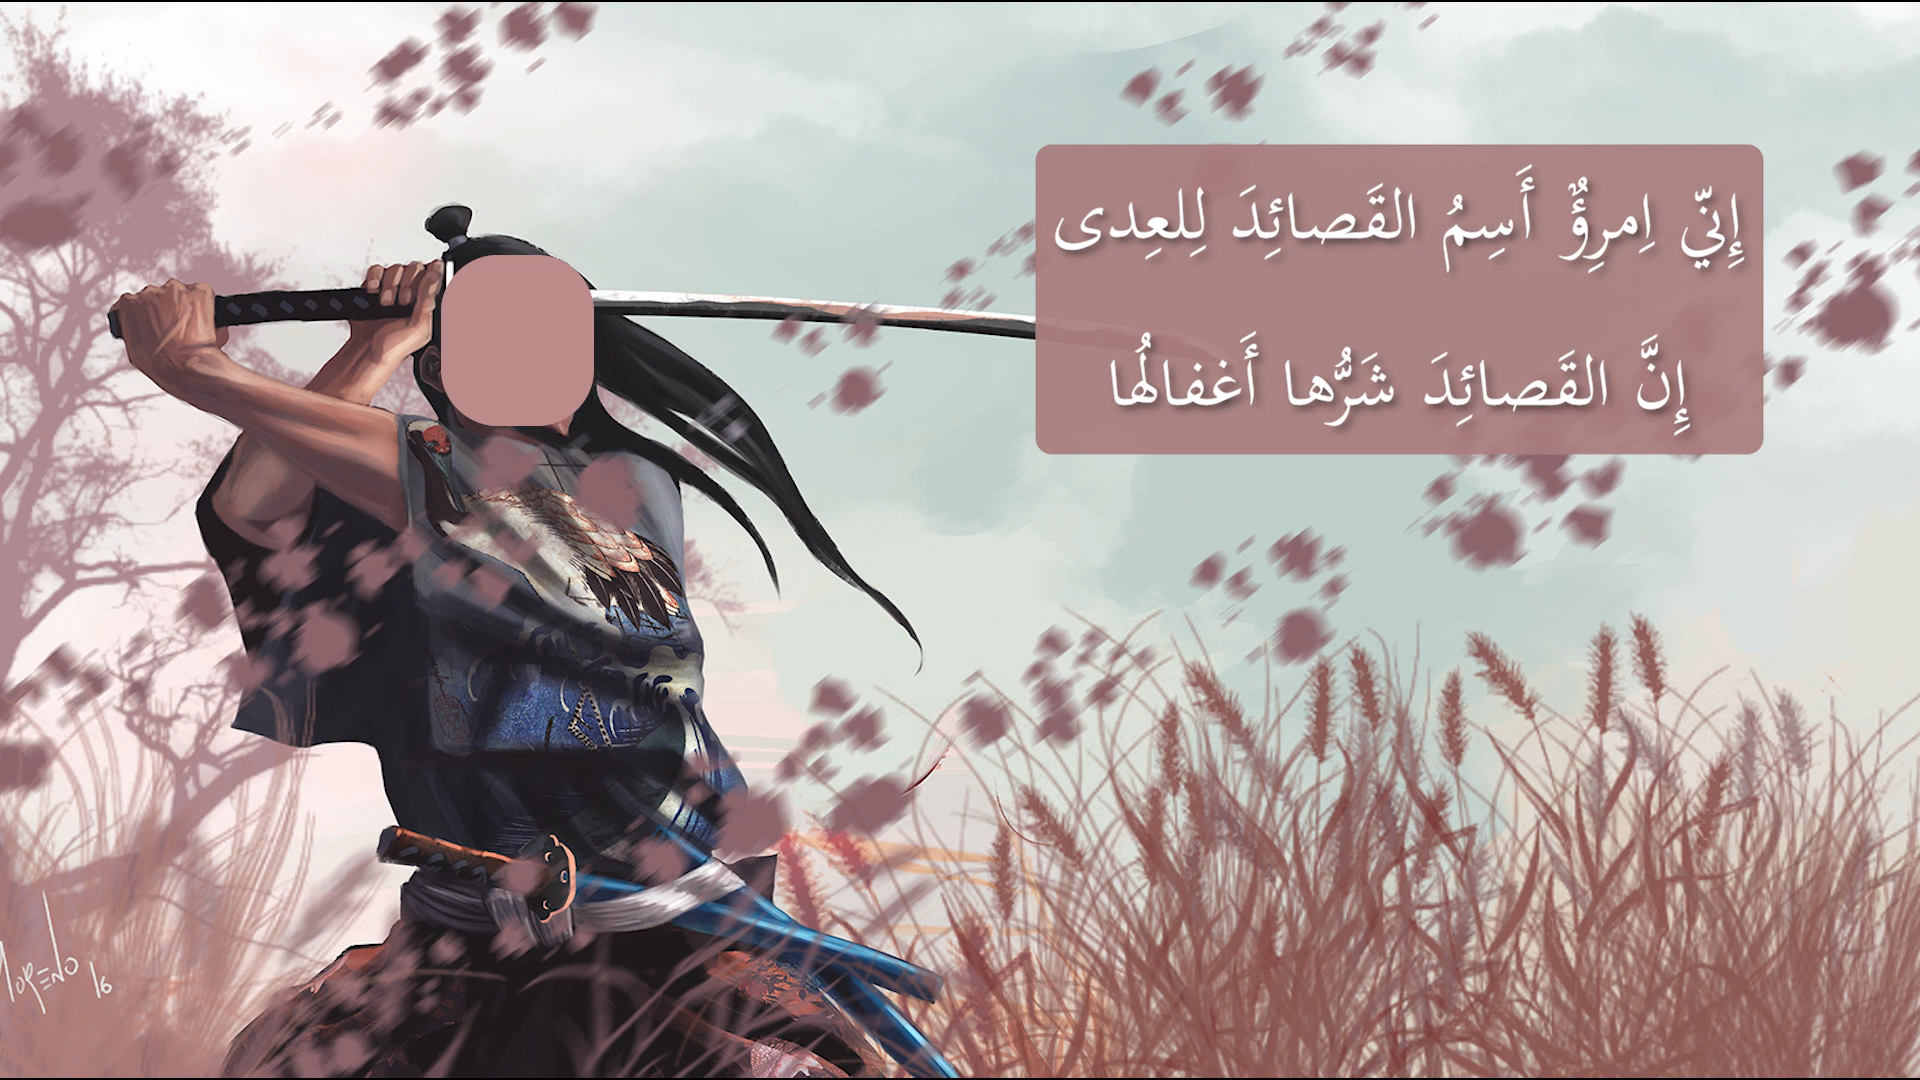 إِنّي اِمرِؤٌ أَسِمُ القَصائِدَ لِلعِدى
إِنَّ القَصائِدَ شَرُّها أَغفالُها
MORENO 16